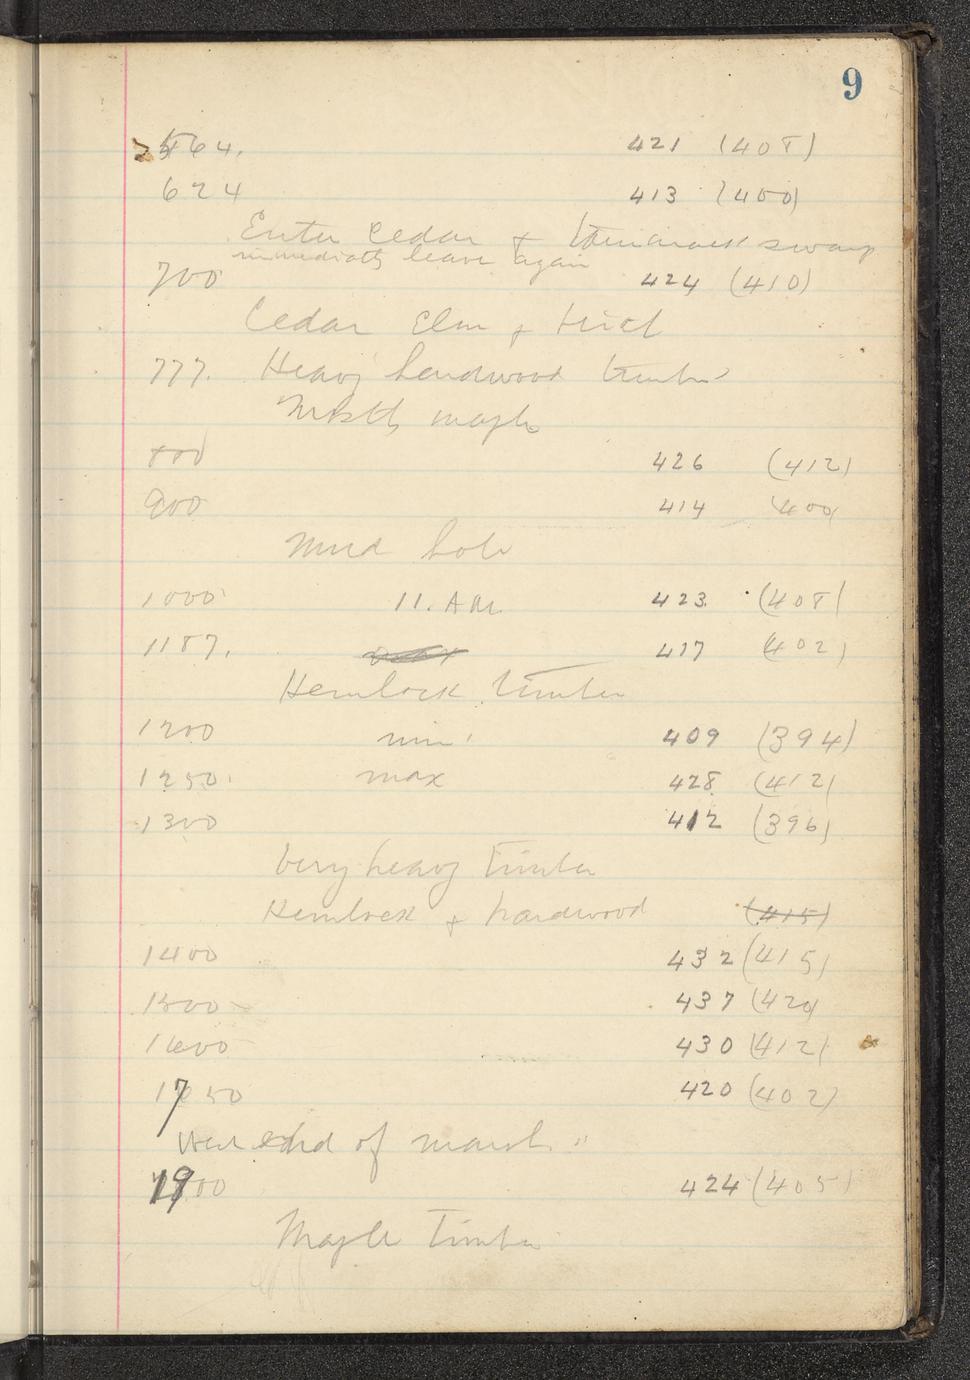 9
564. 421 (408)
624 413 (400)
Enter Cedar & tamarack swamp
immediately leave again
700 424 (410)
Cedar Elm & birch
777. Heavy hardwood timber
Mostly maple
800 426 (412)
900 414 400
Mud hole
1000 11. A.M. 423 (408)
1187. 417 (402)
Hemlock timber
1200 min 409 (394)
1250. max 428 (412)
1300 412 (396)
Very heavy timber
Hemlock & hardwood (415)
1400 432 (415)
1500 437 (420)
1600 430 (412)
1750 420 (402)
end of marsh
1900 424 (405)
Maple Timber